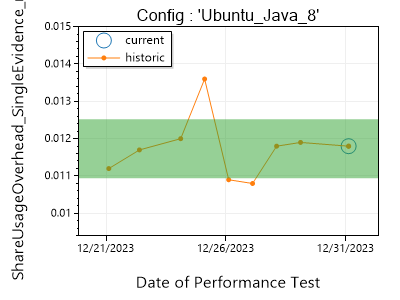 Config : 'Ubuntu_Java_8'
current
historic
0.015
0.014
0.013
0.012
0.011
0.01
ShareUsageOverhead_SingleEvidence_
12/21/2023
12/26/2023
12/31/2023
Date of Performance Test